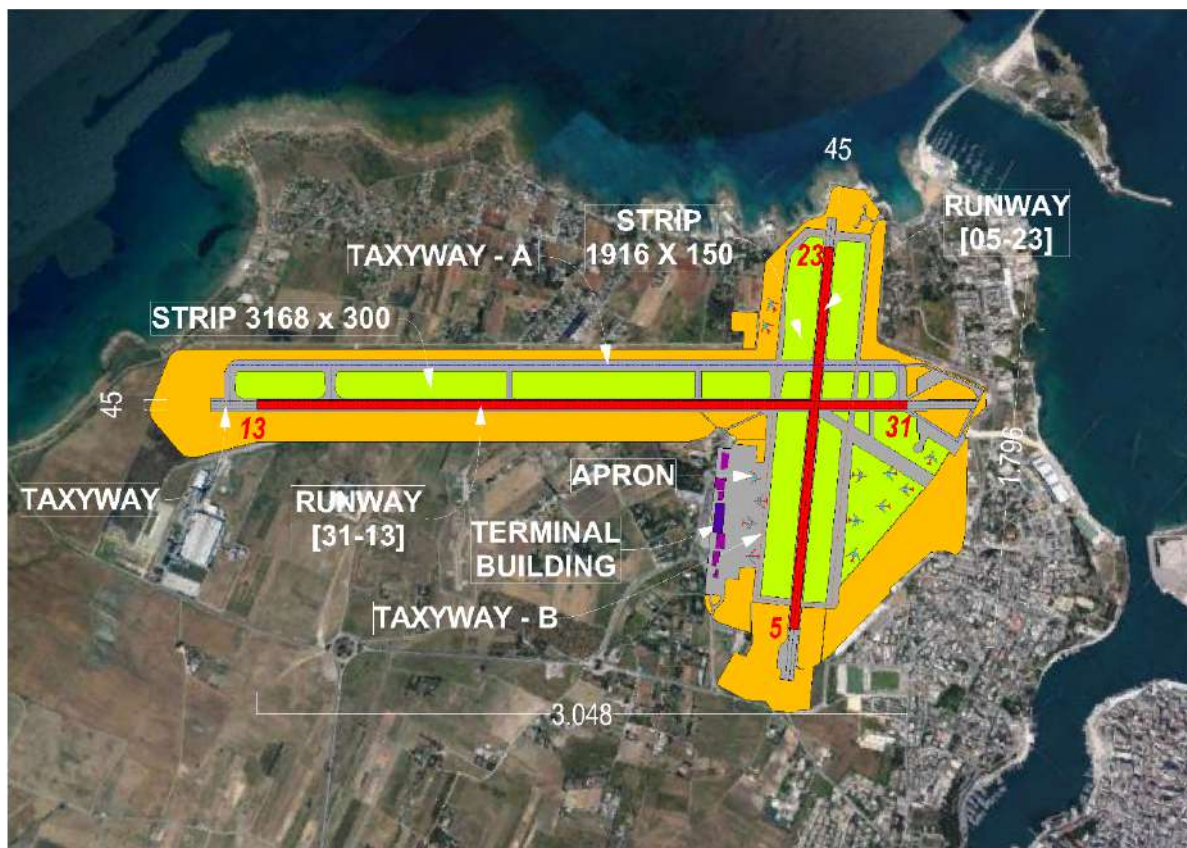 45
STRIP
1916 X 150
RUNWAY
[05-23]
TAXYWAY - A
23
STRIP 3168 x 300
45
13
31
1796
TAXYWAY
RUNWAY
[31-13]
APRON
TERMINAL
BUILDING
TAXYWAY - B
5
3.048